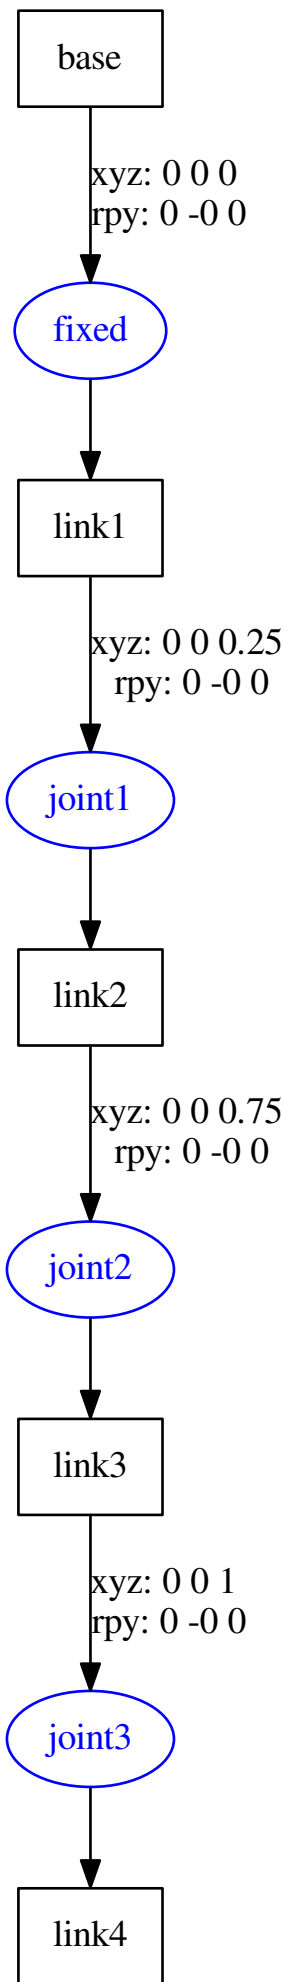 base
xyz: 0 0 0
rpy: 0 -0 0
fixed
link1
xyz: 0 0 0.25
rpy: 0 -0 0
joint1
link2
xyz: 0 0 0.75
rpy: 0 -0 0
joint2
link3
xyz: 0 0 1
rpy: 0 -0 0
joint3
link4